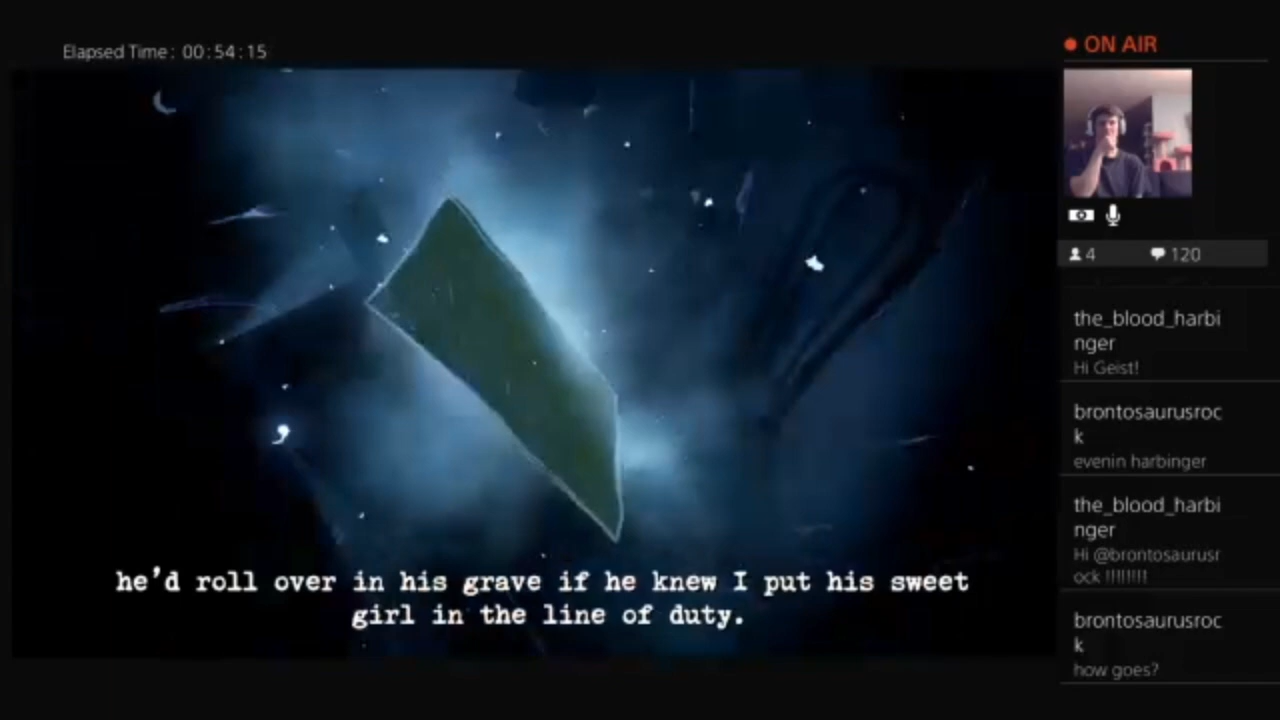 Elapsed Time: 00:54:15
ON AIR
4 120
the_blood_harbi
nger
Hi Geist!
brontosaurusroc
k
evenin harbinger
the_blood_harbi
nger
Hi @brontosaurusr
ock !!!!!!!!
brontosaurusroc
k
how goes?
he'd roll over in his grave if he knew I put his sweet
girl in the line of duty.